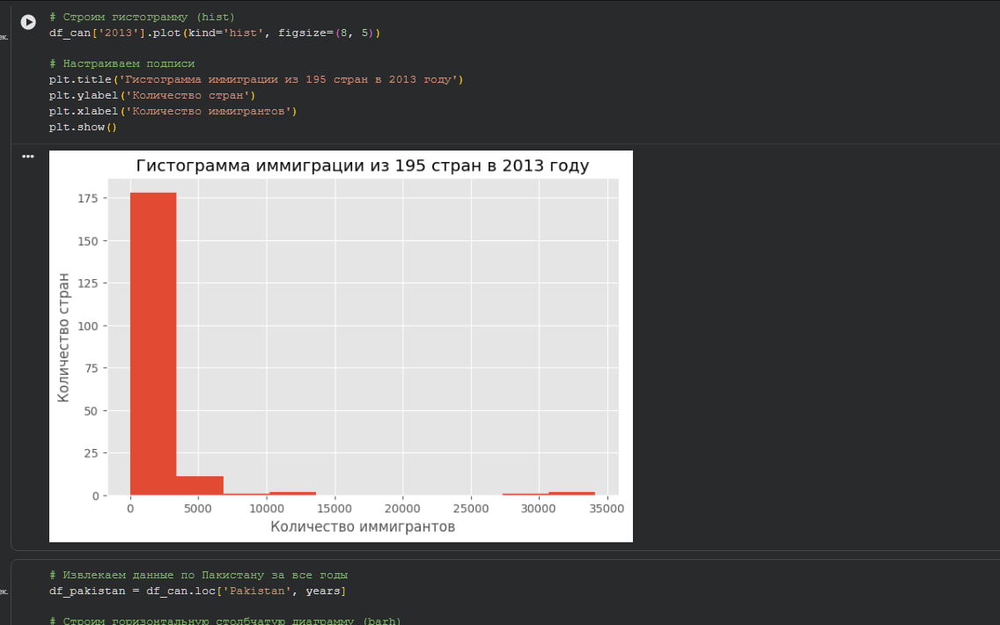 # Строим гистограмму (hist)
df_can['2013'].plot(kind='hist', figsize=(8, 5))
# Настраиваем подписи
plt.title('Гистограмма иммиграции из 195 стран в 2013 году')
plt.ylabel('Количество стран')
plt.xlabel('Количество иммигрантов')
plt.show()
Гистограмма иммиграции из 195 стран в 2013 году
175
150
125
100
75
50
25
0
Количество стран
0 5000 10000 15000 20000 25000 30000 35000
Количество иммигрантов
# Извлекаем данные по Пакистану за все годы
df_pakistan = df_can.loc['Pakistan', years]
# Строим горизонтальную столбчатую диаграмму (barh)